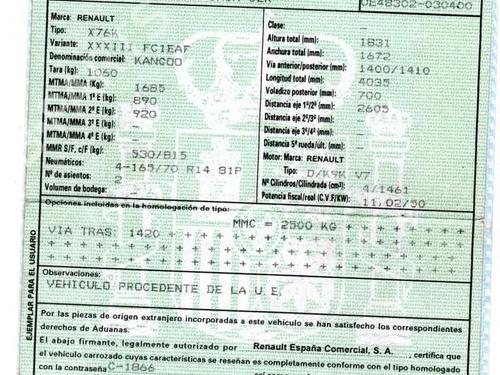 UE48302-030400
Marca: RENAULT
Tipo: X76K
Variante: XXXIII FC1EAF
Denominación comercial: KANGOO
Tara (kg): 1060
MTMA/MMA (Kg): 1685
MTMA/MMA 1º E (kg): 890
MTMA/MMA 2º E (kg): 920
MTMA/MMA 3º E (kg): -
MTMA/MMA 4º E (kg): -
MMR S/F, c/F (kg): 530/815
Neumáticos: 4-165/70 R14 81P
Nº de asientos: 2
Volumen de bodega: -
Clase: -
Altura total (mm): 1831
Anchura total (mm): 1672
Vía anterior/posterior (mm): 1400/1410
Longitud total (mm): 4035
Voladizo posterior (mm): 700
Distancia eje 1º/2º (mm): 2605
Distancia eje 2º/3º (mm): -
Distancia eje 3º/4º (mm): -
Distancia 5ª rueda/últ. (mm): -
Motor: Marca: RENAULT
Tipo: D/K9K V7
Nº Cilindros/Cilindrada (cm³): 4/1461
Potencia fiscal/real (C.V.F/KW): 11,02/50
Opciones incluidas en la homologación de tipo:
MMC = 2500 KG
VIA TRAS: 1420
Observaciones:
VEHICULO PROCEDENTE DE LA U.E.
Por las piezas de origen extranjero incorporadas a este vehículo se han satisfecho los correspondientes
derechos de Aduanas.
El abajo firmante, legalmente autorizado por Renault España Comercial, S. A., certifica que
el vehículo carrozado cuyas características se reseñan es completamente conforme con el tipo homologado
con la contraseña C-1866
EJEMPLAR PARA EL USUARIO